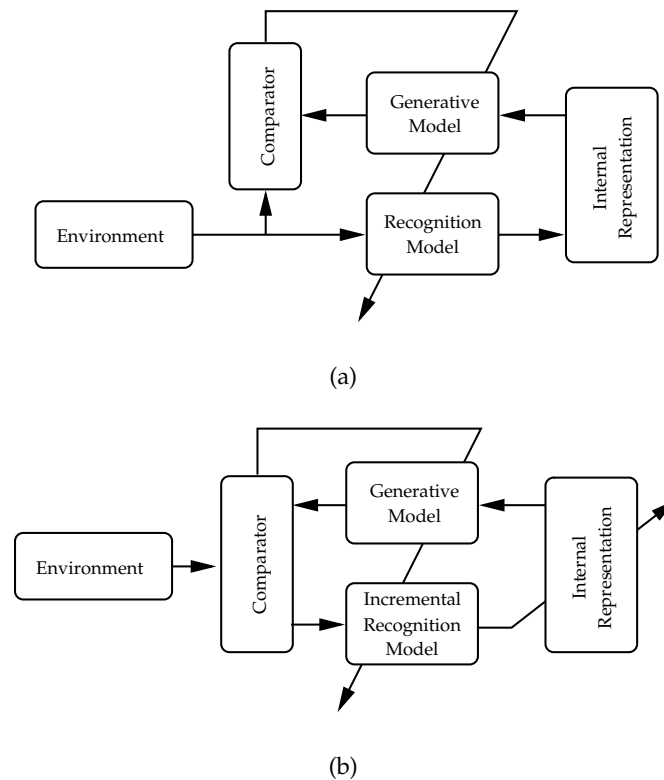 Comparator
Generative
Model
Internal
Representation
Environment
Recognition
Model
(a)
Comparator
Generative
Model
Internal
Representation
Environment
Incremental
Recognition
Model
(b)